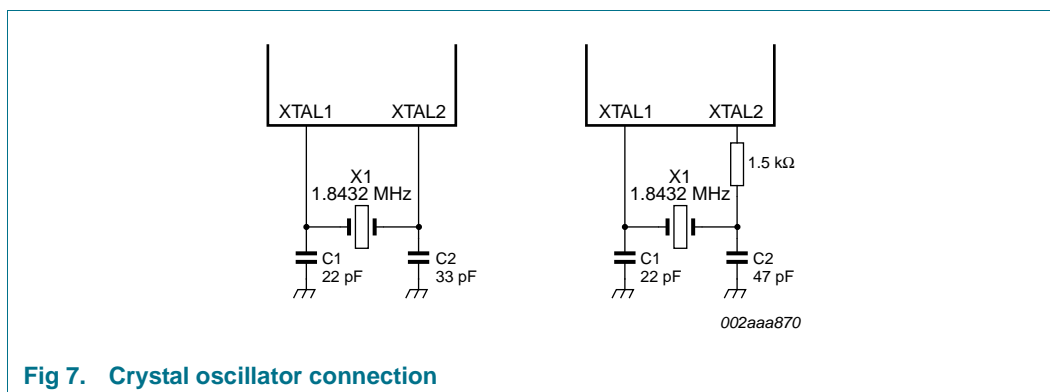 XTAL1 XTAL2
X1
1.8432 MHz
C1
22 pF
C2
33 pF
XTAL1 XTAL2
1.5 kΩ
X1
1.8432 MHz
C1
22 pF
C2
47 pF
002aaa870
Fig 7. Crystal oscillator connection